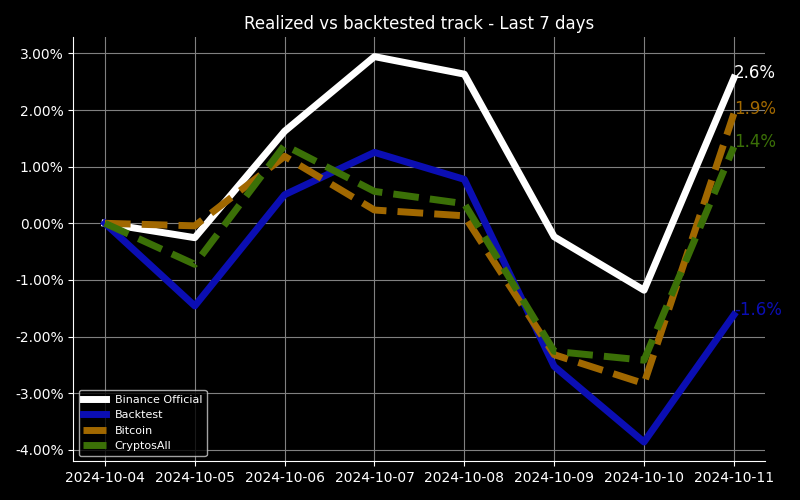 Realized vs backtested track - Last 7 days
3.00%
2.00%
1.00%
0.00%
-1.00%
-2.00%
-3.00%
-4.00%
2.6%
1.9%
1.4%
-1.6%
Binance Official
Backtest
Bitcoin
CryptosAll
2024-10-04 2024-10-05 2024-10-06 2024-10-07 2024-10-08 2024-10-09 2024-10-10 2024-10-11